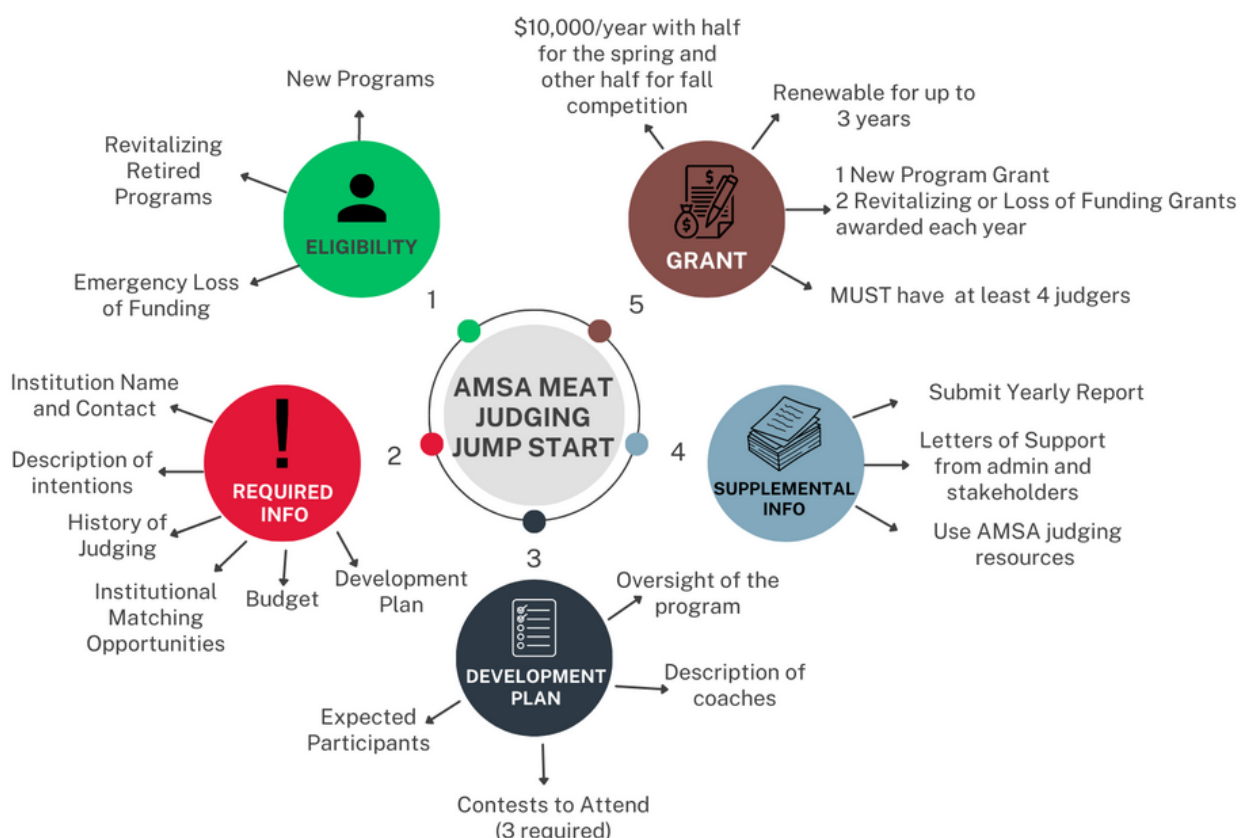 AMSA MEAT
JUDGING
JUMP START
1
ELIGIBILITY
New Programs
Revitalizing
Retired
Programs
Emergency Loss
of Funding
2
REQUIRED
INFO
Institution Name
and Contact
Description of
intentions
History of
Judging
Institutional
Matching
Opportunities
Budget
Development
Plan
3
DEVELOPMENT
PLAN
Oversight of the
program
Description of
coaches
Expected
Participants
Contests to Attend
(3 required)
4
SUPPLEMENTAL
INFO
Submit Yearly Report
Letters of Support
from admin and
stakeholders
Use AMSA judging
resources
5
GRANT
$10,000/year with half
for the spring and
other half for fall
competition
Renewable for up to
3 years
1 New Program Grant
2 Revitalizing or Loss of Funding Grants
awarded each year
MUST have at least 4 judgers